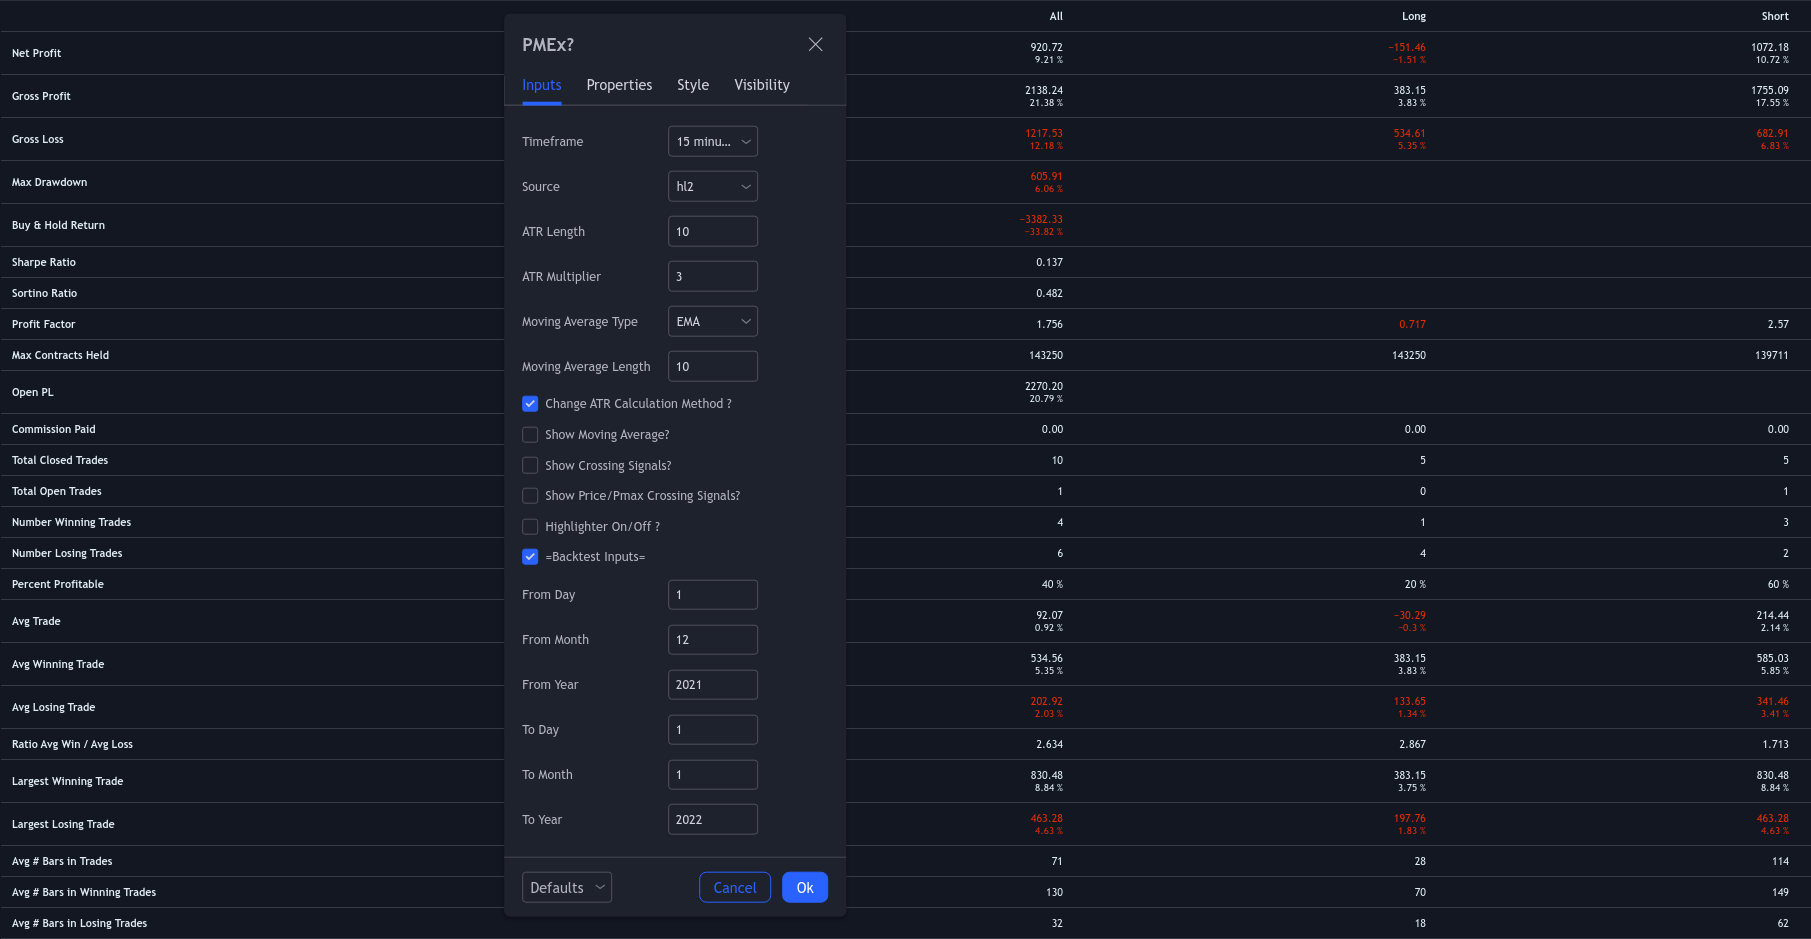 All Long Short
Net Profit 920.72 −151.46 1072.18
9.21 % −1.51 % 10.72 %
Gross Profit 2138.24 383.15 1755.09
21.38 % 3.83 % 17.55 %
Gross Loss 1217.53 534.61 682.91
12.18 % 5.35 % 6.83 %
Max Drawdown 605.91
6.06 %
Buy & Hold Return −3382.33
−33.82 %
Sharpe Ratio 0.137
Sortino Ratio 0.482
Profit Factor 1.756 0.717 2.57
Max Contracts Held 143250 143250 139711
Open PL 2270.20
20.79 %
Commission Paid 0.00 0.00 0.00
Total Closed Trades 10 5 5
Total Open Trades 1 0 1
Number Winning Trades 4 1 3
Number Losing Trades 6 4 2
Percent Profitable 40 % 20 % 60 %
Avg Trade 92.07 −30.29 214.44
0.92 % −0.3 % 2.14 %
Avg Winning Trade 534.56 383.15 585.03
5.35 % 3.83 % 5.85 %
Avg Losing Trade 202.92 133.65 341.46
2.03 % 1.34 % 3.41 %
Ratio Avg Win / Avg Loss 2.634 2.867 1.713
Largest Winning Trade 830.48 383.15 830.48
8.84 % 3.75 % 8.84 %
Largest Losing Trade 463.28 197.76 463.28
4.63 % 1.83 % 4.63 %
Avg # Bars in Trades 71 28 114
Avg # Bars in Winning Trades 130 70 149
Avg # Bars in Losing Trades 32 18 62
PMEx?
Inputs Properties Style Visibility
Timeframe 15 minu...
Source hl2
ATR Length 10
ATR Multiplier 3
Moving Average Type EMA
Moving Average Length 10
Change ATR Calculation Method ?
Show Moving Average?
Show Crossing Signals?
Show Price/Pmax Crossing Signals?
Highlighter On/Off ?
=Backtest Inputs=
From Day 1
From Month 12
From Year 2021
To Day 1
To Month 1
To Year 2022
Defaults Cancel Ok